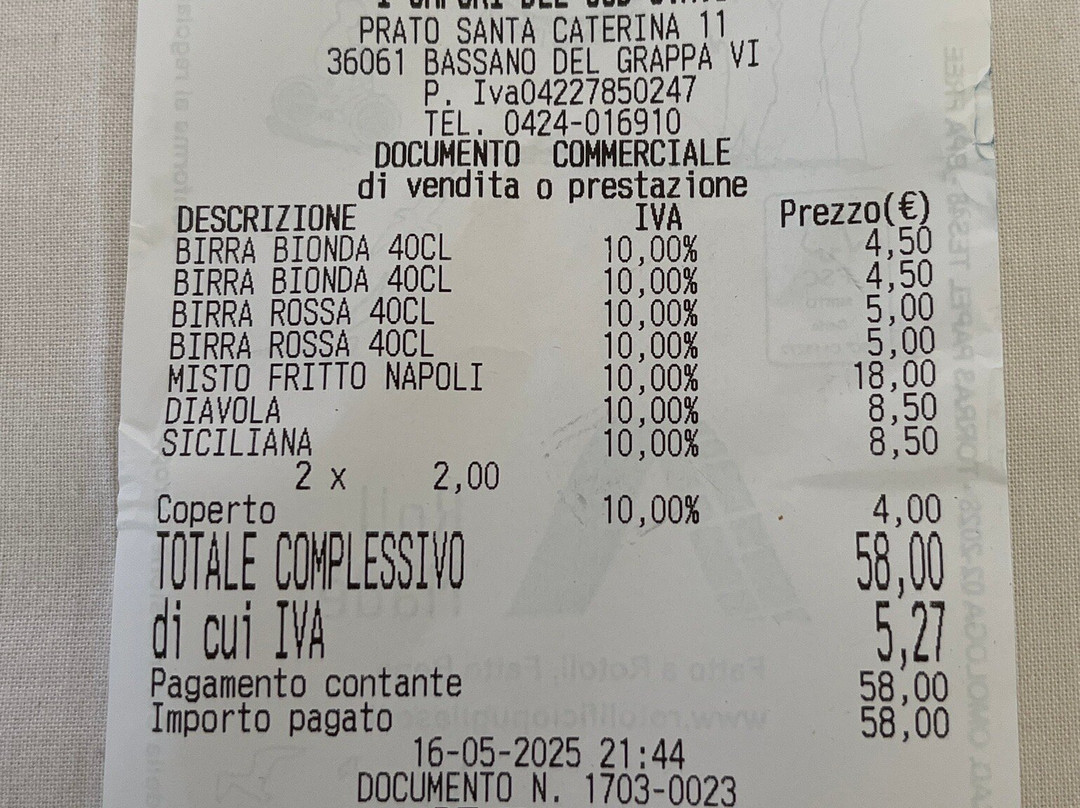 PRATO SANTA CATERINA 11
36061 BASSANO DEL GRAPPA VI
P. Iva04227850247
TEL. 0424-016910
DOCUMENTO COMMERCIALE
di vendita o prestazione
DESCRIZIONE IVA Prezzo(€)
BIRRA BIONDA 40CL 10,00% 4,50
BIRRA BIONDA 40CL 10,00% 4,50
BIRRA ROSSA 40CL 10,00% 5,00
BIRRA ROSSA 40CL 10,00% 5,00
MISTO FRITTO NAPOLI 10,00% 18,00
DIAVOLA 10,00% 8,50
SICILIANA 10,00% 8,50
2 x 2,00
Coperto 10,00% 4,00
TOTALE COMPLESSIVO 58,00
di cui IVA 5,27
Pagamento contante 58,00
Importo pagato 58,00
16-05-2025 21:44
DOCUMENTO N. 1703-0023